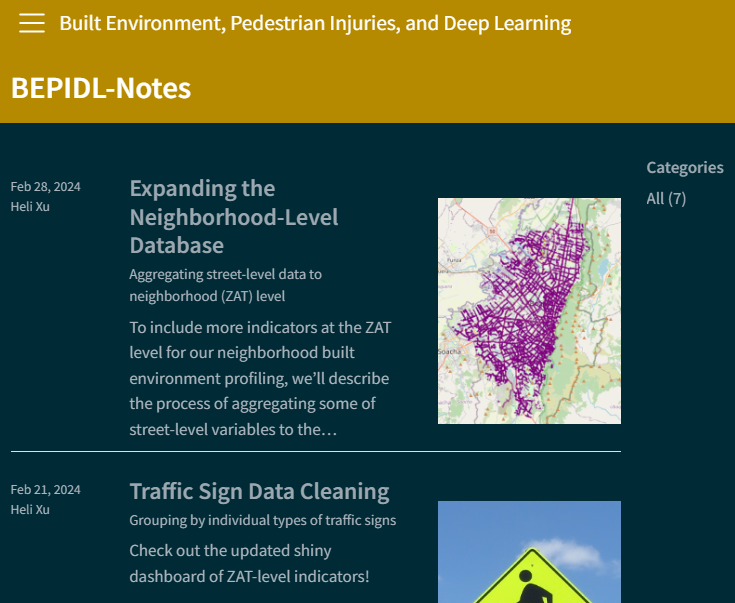 Built Environment, Pedestrian Injuries, and Deep Learning
BEPIDL-Notes
Categories
All (7)
Feb 28, 2024
Heli Xu
Expanding the
Neighborhood-Level
Database
Aggregating street-level data to
neighborhood (ZAT) level
To include more indicators at the ZAT
level for our neighborhood built
environment profiling, we’ll describe
the process of aggregating some of
street-level variables to the…
Soacha
Feb 21, 2024
Heli Xu
Traffic Sign Data Cleaning
Grouping by individual types of traffic signs
Check out the updated shiny
dashboard of ZAT-level indicators!